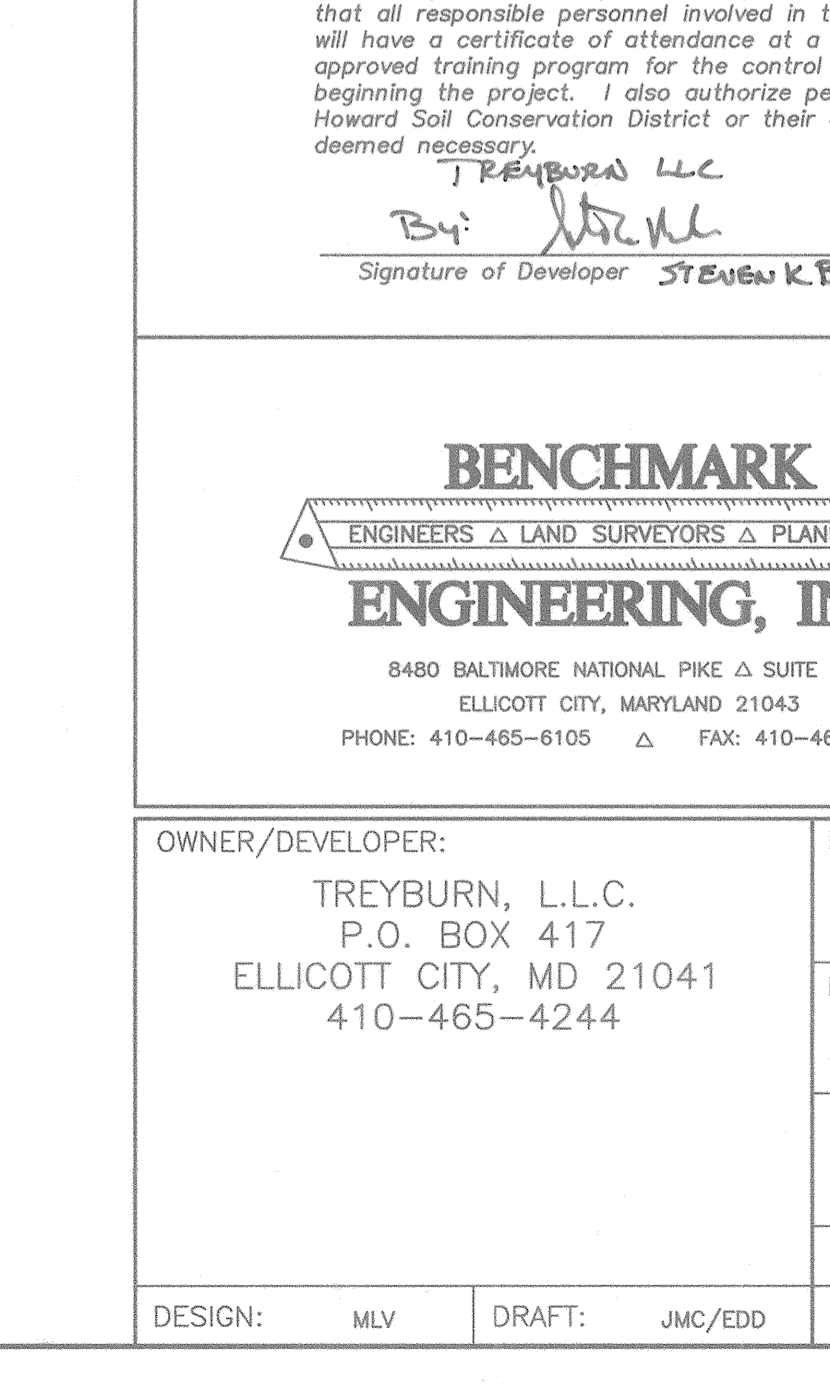 that all responsible personnel involved in t
will have a certificate of attendance at a
approved training program for the control
beginning the project. I also authorize pe
Howard Soil Conservation District or their
deemed necessary.
TREYBURN LLC
By:
Signature of Developer STEVEN K B
BENCHMARK
ENGINEERS △ LAND SURVEYORS △ PLAN
ENGINEERING, IN
8480 BALTIMORE NATIONAL PIKE △ SUITE
ELLICOTT CITY, MARYLAND 21043
PHONE: 410-465-6105 △ FAX: 410-46
OWNER/DEVELOPER:
TREYBURN, L.L.C.
P.O. BOX 417
ELLICOTT CITY, MD 21041
410-465-4244
DESIGN: MLV DRAFT: JMC/EDD